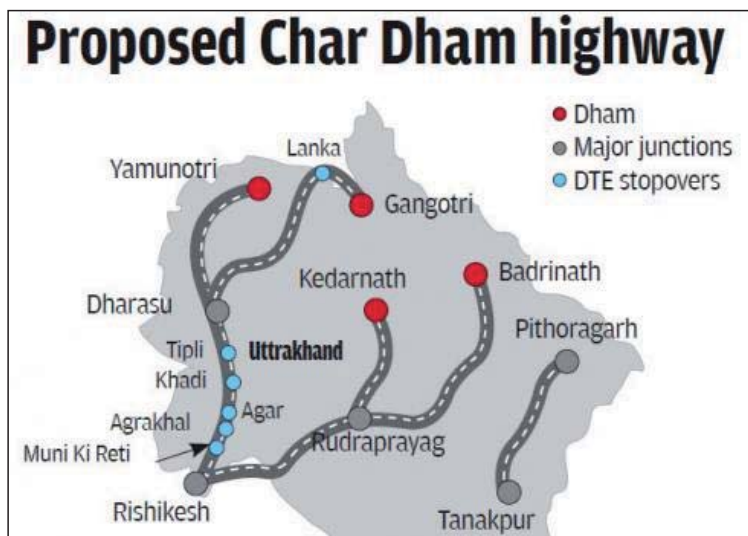 Proposed Char Dham highway
Dham
Major junctions
DTE stopovers
Lanka
Yamunotri
Gangotri
Kedarnath
Badrinath
Dharasu
Pithoragarh
Tipli
Uttrakhand
Khadi
Agar
Agrakhal
Rudraprayag
Muni Ki Reti
Rishikesh
Tanakpur